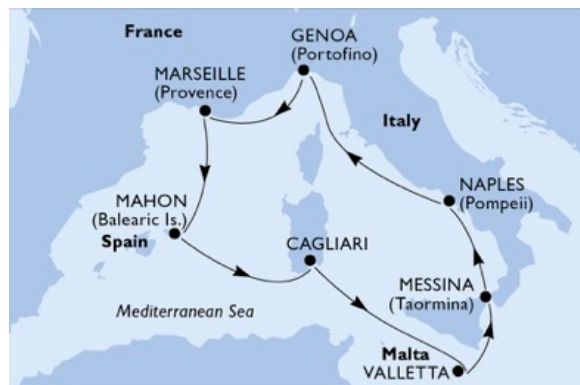 France
GENOA
(Portofino)
MARSEILLE
(Provence)
Italy
NAPLES
(Pompeii)
MAHON
(Balearic Is.)
Spain
CAGLIARI
MESSINA
(Taormina)
Mediterranean Sea
Malta
VALLETTA